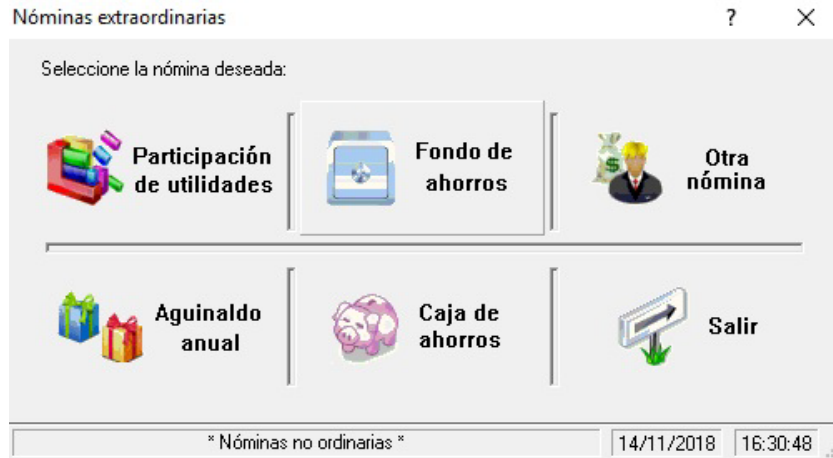 Nóminas extraordinarias
?
Seleccione la nómina deseada:
Participación
de utilidades
Fondo de
ahorros
$
Otra
nómina
Aguinaldo
anual
Caja de
ahorros
Salir
* Nóminas no ordinarias *
14/11/2018
16:30:48